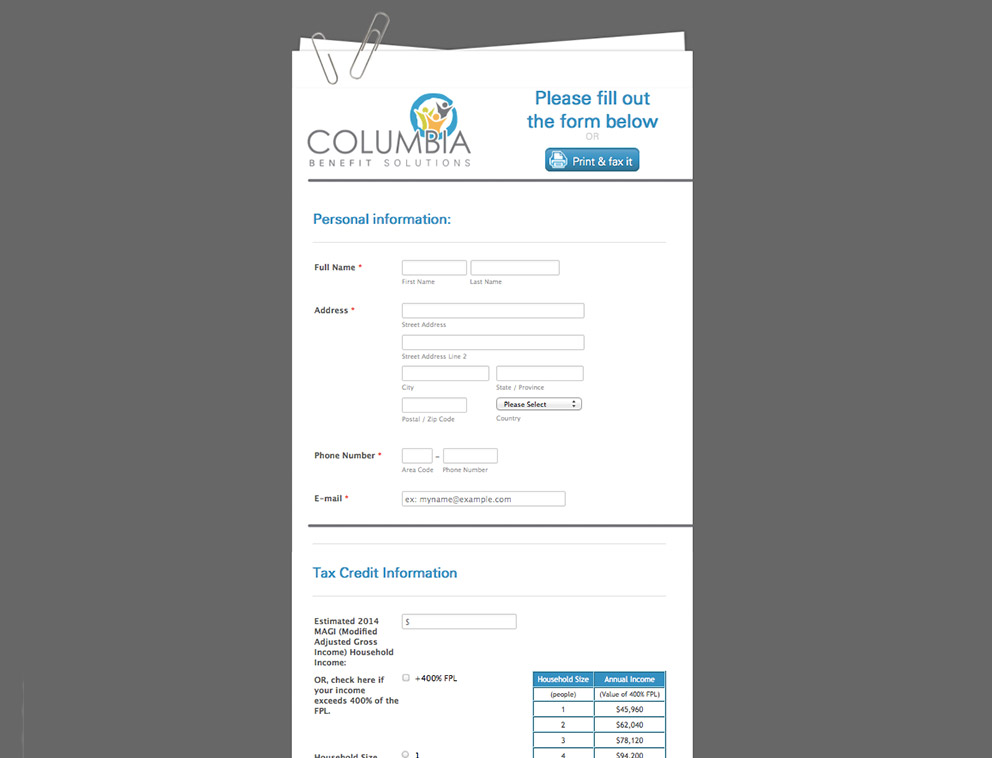 COLUMBIA
BENEFIT SOLUTIONS
Please fill out
the form below
OR
Print & fax it
Personal information:
Full Name *
First Name Last Name
Address *
Street Address
Street Address Line 2
City State / Province
Please Select
Postal / Zip Code Country
Phone Number *
-
Area Code Phone Number
E-mail * ex: myname@example.com
Tax Credit Information
Estimated 2014
MAGI (Modified
Adjusted Gross
Income) Household
Income:
$
OR, check here if
your income
exceeds 400% of the
FPL.
+400% FPL
Household Size Annual Income
(people) (Value of 400% FPL)
1 $45,960
2 $62,040
3 $78,120
4 $94,200
Household Size 1